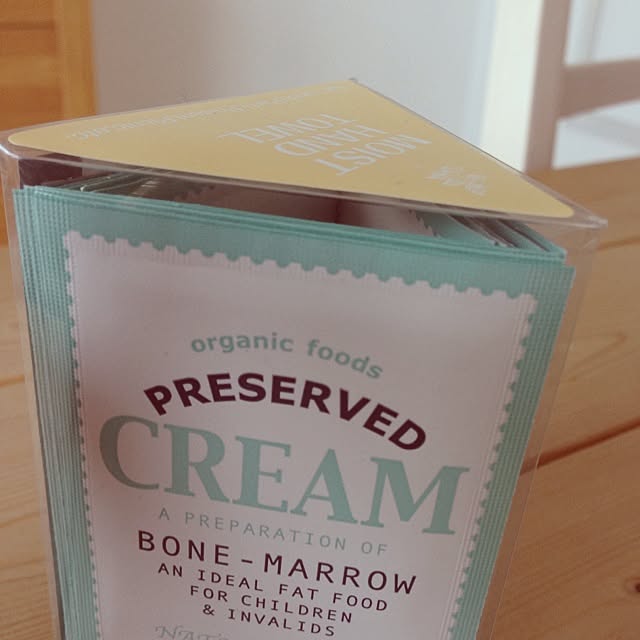 MOIST
HAND
TOWEL
organic foods
PRESERVED
CREAM
A PREPARATION OF
BONE-MARROW
AN IDEAL FAT FOOD
FOR CHILDREN
& INVALIDS